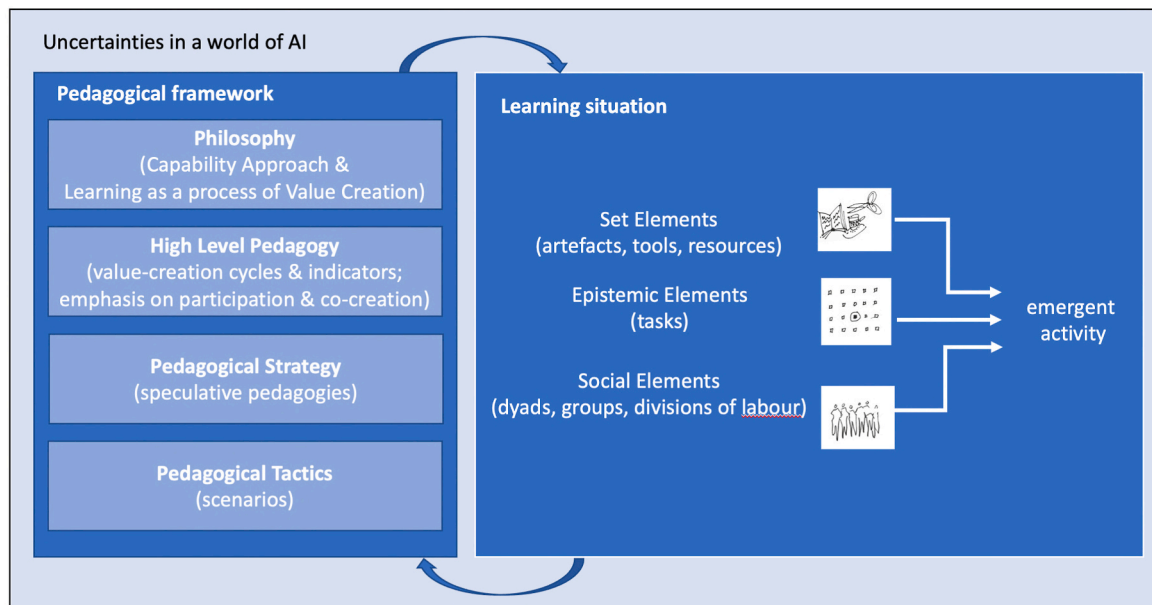 Uncertainties in a world of AI
Pedagogical framework
Philosophy
(Capability Approach &
Learning as a process of Value Creation)
High Level Pedagogy
(value-creation cycles & indicators;
emphasis on participation & co-creation)
Pedagogical Strategy
(speculative pedagogies)
Pedagogical Tactics
(scenarios)
Learning situation
Set Elements
(artefacts, tools, resources)
Epistemic Elements
(tasks)
Social Elements
(dyads, groups, divisions of labour)
emergent
activity